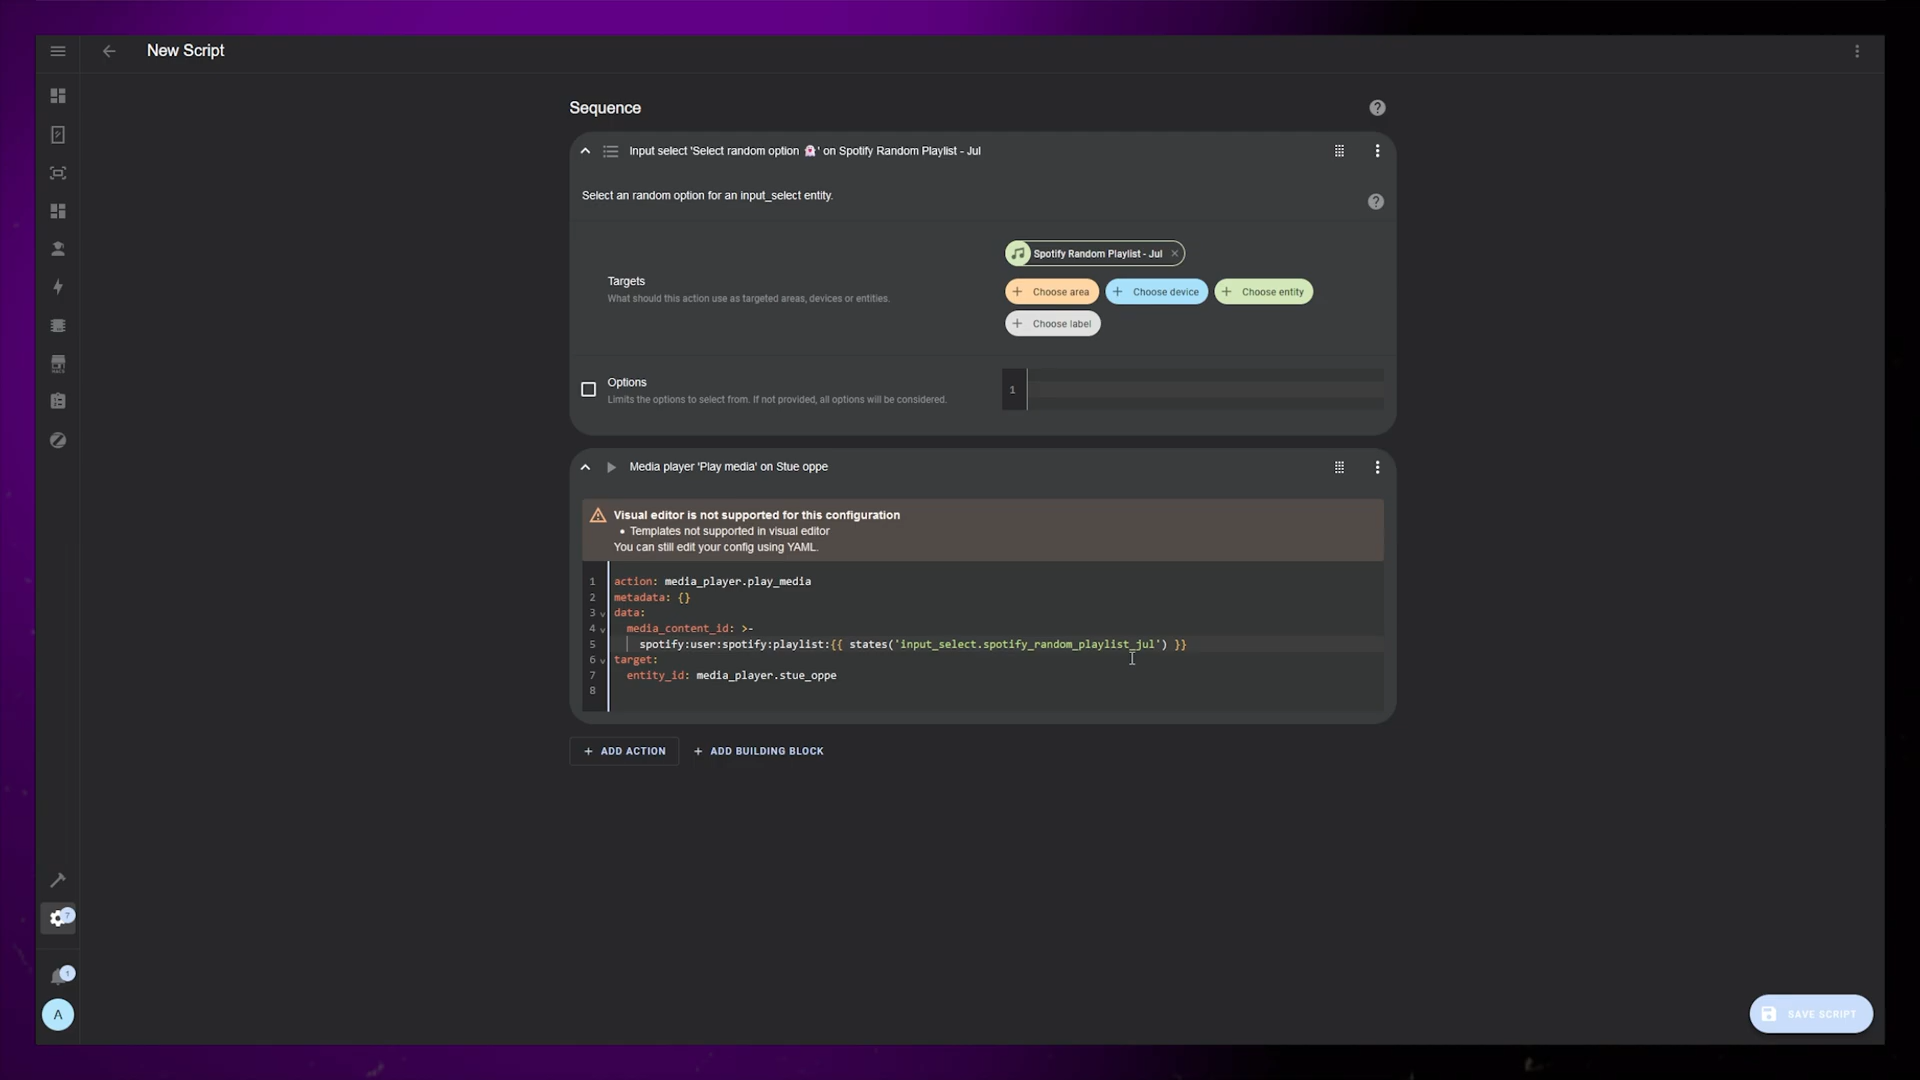 New Script
Sequence
Input select 'Select random option 👻' on Spotify Random Playlist - Jul
Select an random option for an input_select entity.
Spotify Random Playlist - Jul
Targets
What should this action use as targeted areas, devices or entities.
Choose area
Choose device
Choose entity
Choose label
Options
Limits the options to select from. If not provided, all options will be considered.
1
Media player 'Play media' on Stue oppe
Visual editor is not supported for this configuration
• Templates not supported in visual editor
You can still edit your config using YAML.
1 action: media_player.play_media
2 metadata: {}
3 data:
4 media_content_id: >-
5 spotify:user:spotify:playlist:{{ states('input_select.spotify_random_playlist_jul') }}
6 target:
7 entity_id: media_player.stue_oppe
8
+ ADD ACTION
+ ADD BUILDING BLOCK
7
1
A
SAVE SCRIPT